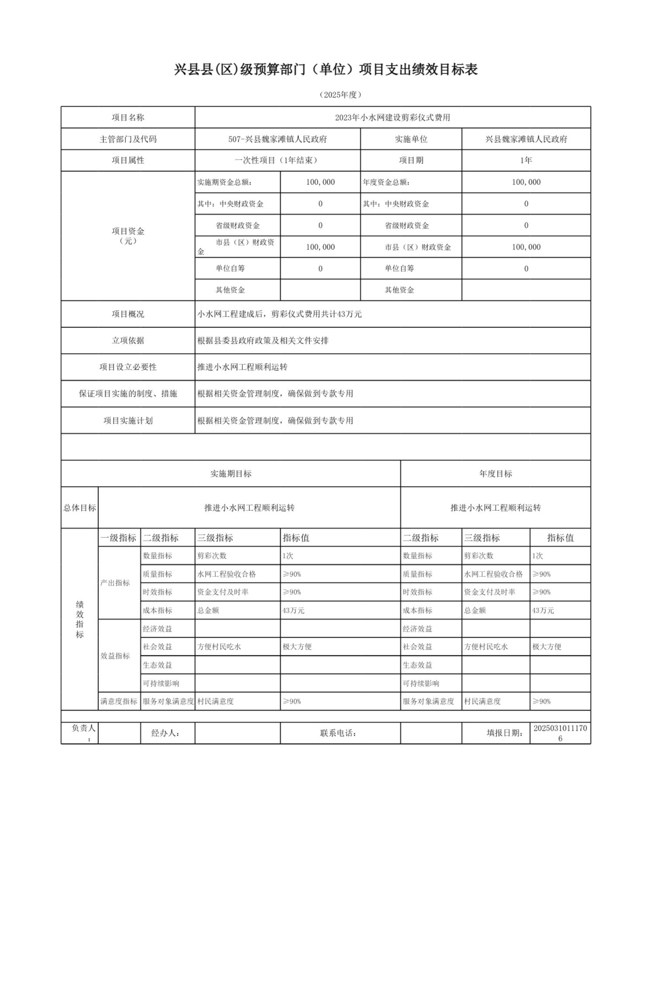 兴县县(区)级预算部门（单位）项目支出绩效目标表
（2025年度）
项目名称 2023年小水网建设剪彩仪式费用
主管部门及代码 507-兴县魏家滩镇人民政府 实施单位 兴县魏家滩镇人民政府
项目属性 一次性项目（1年结束） 项目期 1年
项目资金
（元）
实施期资金总额： 100,000 年度资金总额： 100,000
其中：中央财政资金 0 其中：中央财政资金 0
省级财政资金 0 省级财政资金 0
市县（区）财政资
金 100,000 市县（区）财政资金 100,000
单位自筹 0 单位自筹 0
其他资金 其他资金
项目概况 小水网工程建成后，剪彩仪式费用共计43万元
立项依据 根据县委县政府政策及相关文件安排
项目设立必要性 推进小水网工程顺利运转
保证项目实施的制度、措施 根据相关资金管理制度，确保做到专款专用
项目实施计划 根据相关资金管理制度，确保做到专款专用
实施期目标 年度目标
总体目标 推进小水网工程顺利运转 推进小水网工程顺利运转
绩
效
指
标
一级指标 二级指标 三级指标 指标值 二级指标 三级指标 指标值
产出指标
数量指标 剪彩次数 1次 数量指标 剪彩次数 1次
质量指标 水网工程验收合格 ≥90% 质量指标 水网工程验收合格 ≥90%
时效指标 资金支付及时率 ≥90% 时效指标 资金支付及时率 ≥90%
成本指标 总金额 43万元 成本指标 总金额 43万元
效益指标
经济效益 经济效益
社会效益 方便村民吃水 极大方便 社会效益 方便村民吃水 极大方便
生态效益 生态效益
可持续影响 可持续影响
满意度指标 服务对象满意度 村民满意度 ≥90% 服务对象满意度 村民满意度 ≥90%
负责人
： 经办人： 联系电话： 填报日期： 2025031011170
6